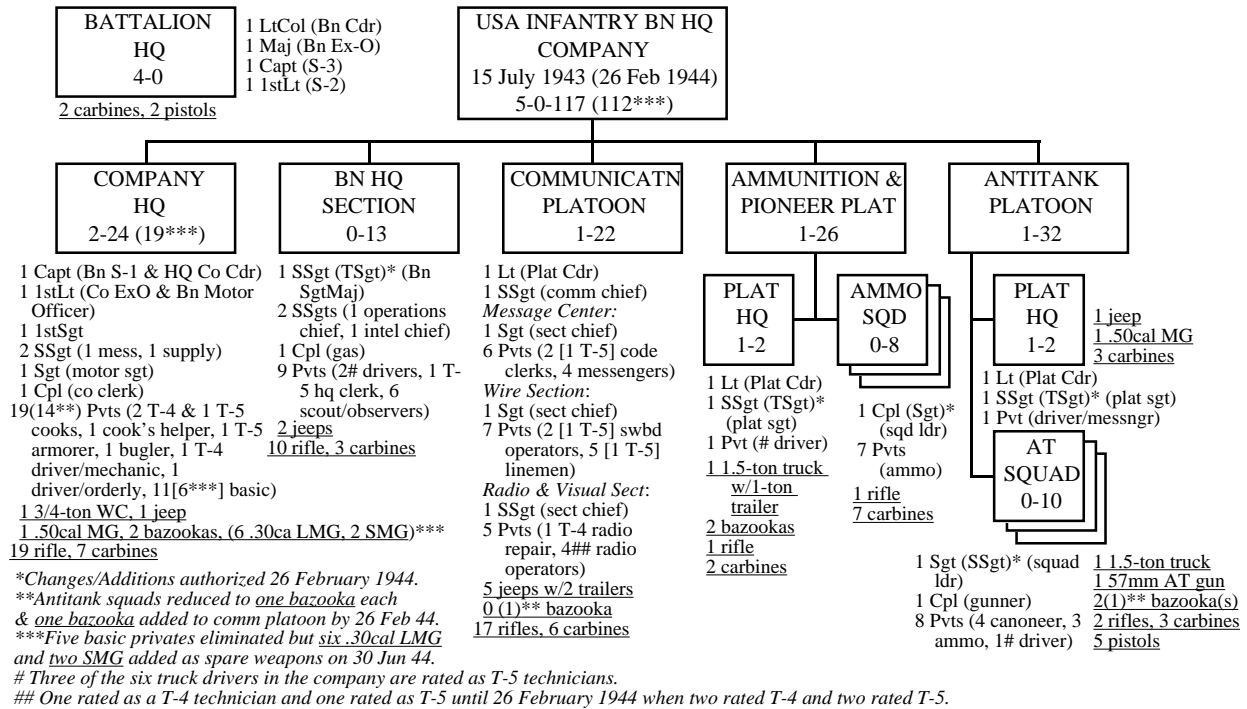 BATTALION
HQ
4-0
2 carbines, 2 pistols
1 LtCol (Bn Cdr)
1 Maj (Bn Ex-O)
1 Capt (S-3)
1 1stLt (S-2)
USA INFANTRY BN HQ
COMPANY
15 July 1943 (26 Feb 1944)
5-0-117 (112***)
COMPANY
HQ
2-24 (19***)
1 Capt (Bn S-1 & HQ Co Cdr)
1 1stLt (Co ExO & Bn Motor
Officer)
1 1stSgt
2 SSgt (1 mess, 1 supply)
1 Sgt (motor sgt)
1 Cpl (co clerk)
19(14**) Pvts (2 T-4 & 1 T-5
cooks, 1 cook's helper, 1 T-5
armorer, 1 bugler, 1 T-4
driver/mechanic, 1
driver/orderly, 11[6***] basic)
1 3/4-ton WC, 1 jeep
1 .50cal MG, 2 bazookas, (6 .30ca LMG, 2 SMG)***
19 rifle, 7 carbines
BN HQ
SECTION
0-13
1 SSgt (TSgt)* (Bn
SgtMaj)
2 SSgts (1 operations
chief, 1 intel chief)
1 Cpl (gas)
9 Pvts (2# drivers, 1 T-
5 hq clerk, 6
scout/observers)
2 jeeps
10 rifle, 3 carbines
COMMUNICATN
PLATOON
1-22
1 Lt (Plat Cdr)
1 SSgt (comm chief)
Message Center:
1 Sgt (sect chief)
6 Pvts (2 [1 T-5] code
clerks, 4 messengers)
Wire Section:
1 Sgt (sect chief)
7 Pvts (2 [1 T-5] swbd
operators, 5 [1 T-5]
linemen)
Radio & Visual Sect:
1 SSgt (sect chief)
5 Pvts (1 T-4 radio
repair, 4## radio
operators)
5 jeeps w/2 trailers
0 (1)** bazooka
17 rifles, 6 carbines
AMMUNITION &
PIONEER PLAT
1-26
PLAT
HQ
1-2
1 Lt (Plat Cdr)
1 SSgt (TSgt)*
(plat sgt)
1 Pvt (# driver)
1 1.5-ton truck
w/1-ton
trailer
2 bazookas
1 rifle
2 carbines
AMMO
SQD
0-8
1 Cpl (Sgt)*
(sqd ldr)
7 Pvts
(ammo)
1 rifle
7 carbines
ANTITANK
PLATOON
1-32
PLAT
HQ
1-2
1 jeep
1 .50cal MG
3 carbines
1 Lt (Plat Cdr)
1 SSgt (TSgt)* (plat sgt)
1 Pvt (driver/messngr)
AT
SQUAD
0-10
1 Sgt (SSgt)* (squad
ldr)
1 Cpl (gunner)
8 Pvts (4 canoneer, 3
ammo, 1# driver)
1 1.5-ton truck
1 57mm AT gun
2(1)** bazooka(s)
2 rifles, 3 carbines
5 pistols
*Changes/Additions authorized 26 February 1944.
**Antitank squads reduced to one bazooka each
& one bazooka added to comm platoon by 26 Feb 44.
***Five basic privates eliminated but six .30cal LMG
and two SMG added as spare weapons on 30 Jun 44.
# Three of the six truck drivers in the company are rated as T-5 technicians.
## One rated as a T-4 technician and one rated as T-5 until 26 February 1944 when two rated T-4 and two rated T-5.